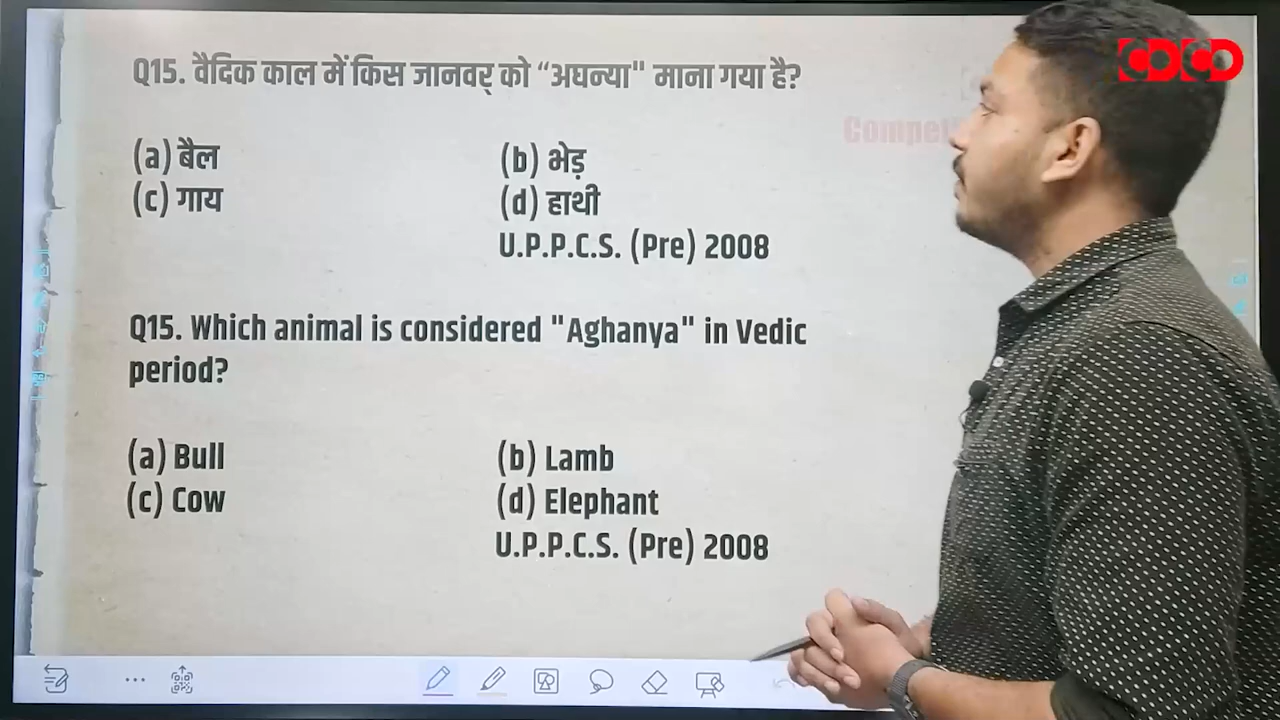 Q15. वैदिक काल में किस जानवर् को “अघन्या" माना गया है?
(a) बैल (b) भेड़
(c) गाय (d) हाथी
U.P.P.C.S. (Pre) 2008
Q15. Which animal is considered "Aghanya" in Vedic
period?
(a) Bull (b) Lamb
(c) Cow (d) Elephant
U.P.P.C.S. (Pre) 2008